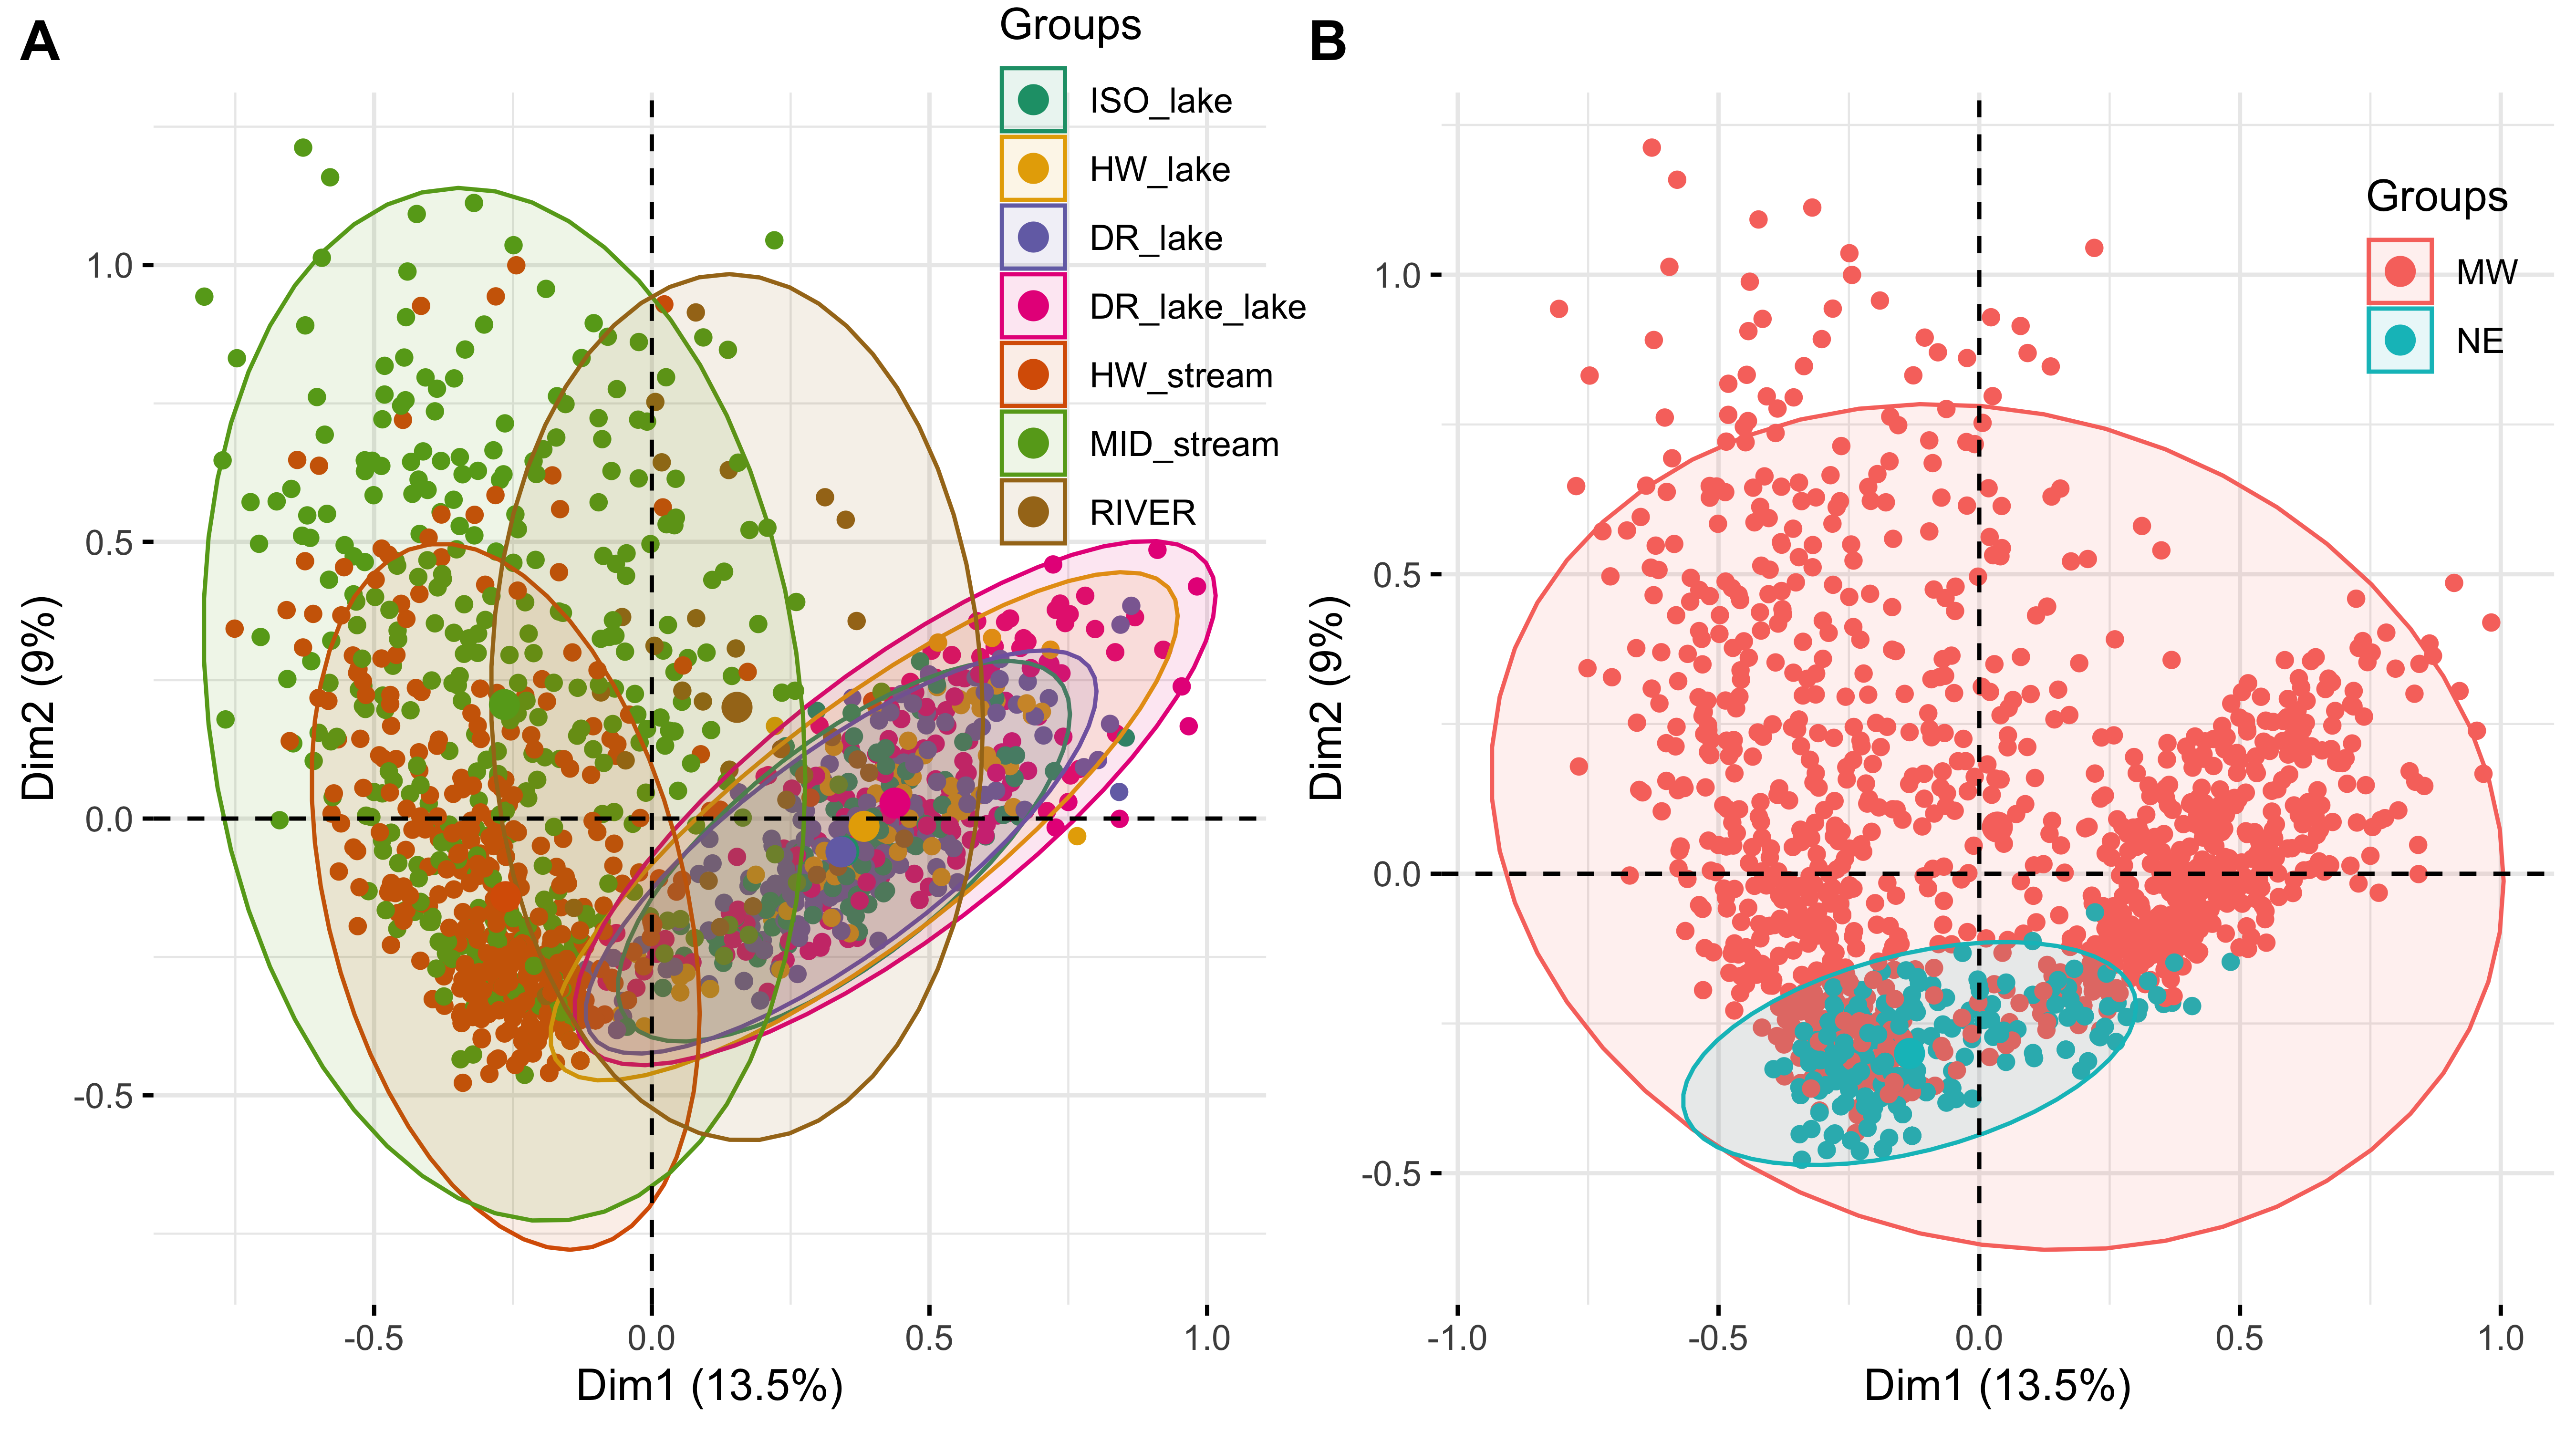 A
Groups
ISO_lake
HW_lake
DR_lake
DR_lake_lake
HW_stream
MID_stream
RIVER
1.0
0.5
0.0
-0.5
Dim2 (9%)
-0.5 0.0 0.5 1.0
Dim1 (13.5%)
B
Groups
MW
NE
1.0
0.5
0.0
-0.5
Dim2 (9%)
-1.0 -0.5 0.0 0.5 1.0
Dim1 (13.5%)